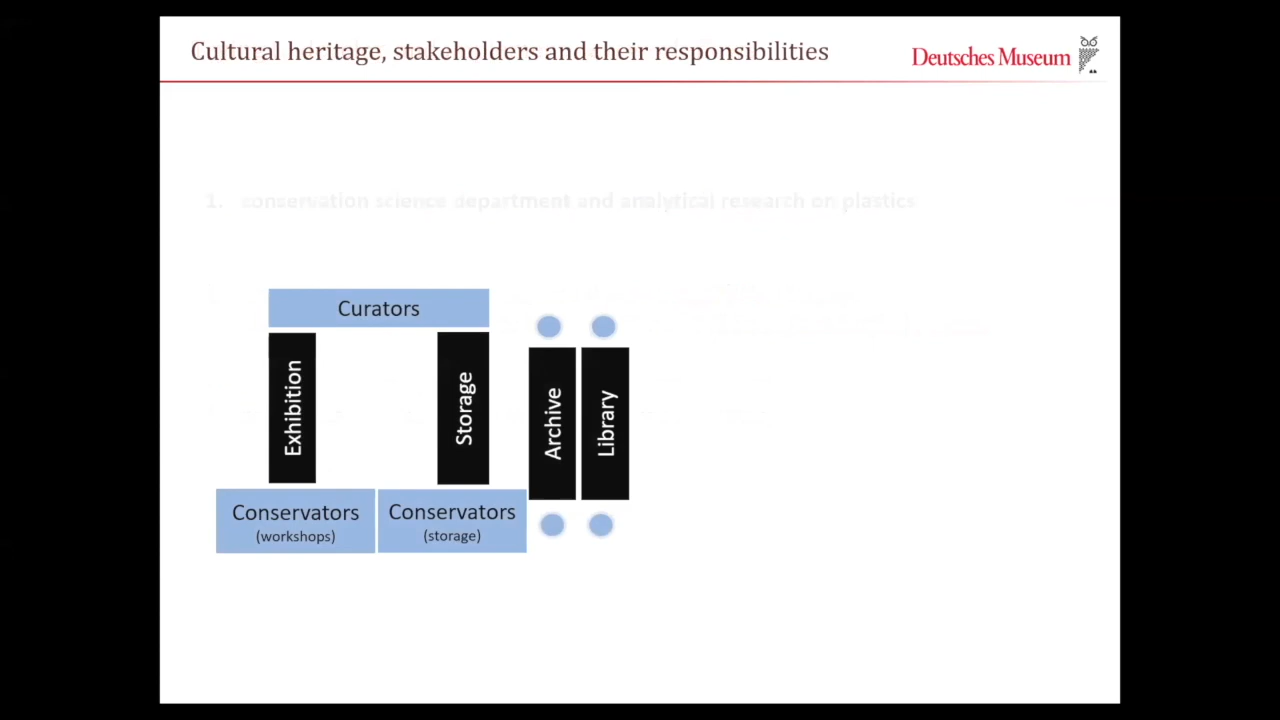 Cultural heritage, stakeholders and their responsibilities
Deutsches Museum
1. conservation science department and analytical research on plastics
Curators
Exhibition
Storage
Archive
Library
Conservators
(workshops)
Conservators
(storage)